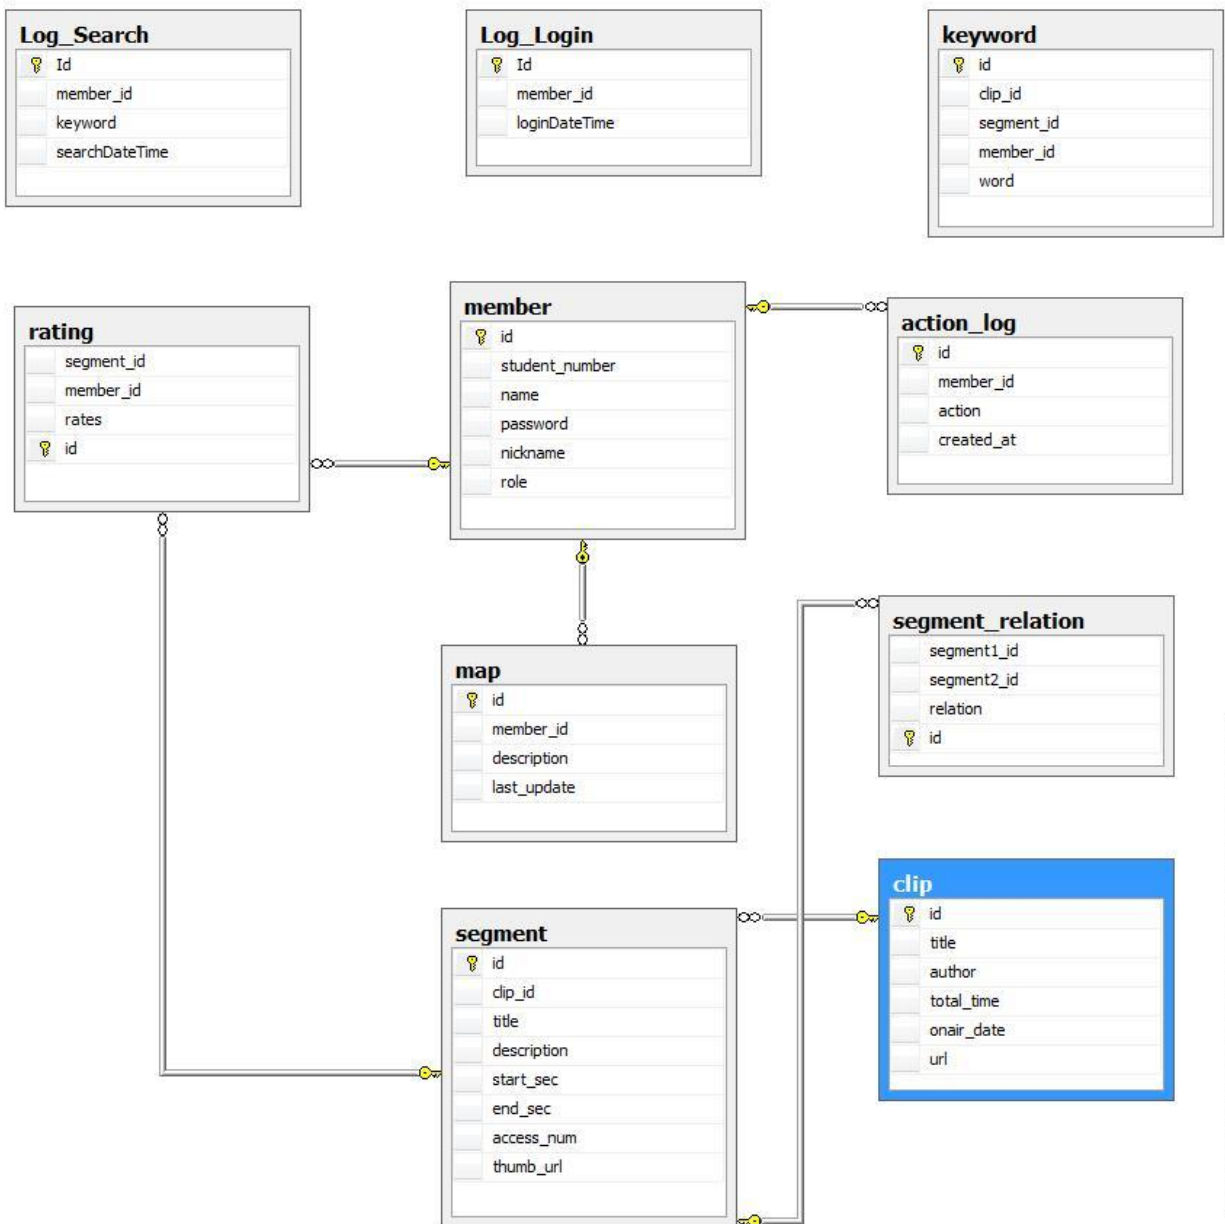 Log_Search
Id
member_id
keyword
searchDateTime
Log_Login
Id
member_id
loginDateTime
keyword
id
clip_id
segment_id
member_id
word
rating
segment_id
member_id
rates
id
member
id
student_number
name
password
nickname
role
action_log
id
member_id
action
created_at
map
id
member_id
description
last_update
segment_relation
segment1_id
segment2_id
relation
id
segment
id
clip_id
title
description
start_sec
end_sec
access_num
thumb_url
clip
id
title
author
total_time
onair_date
url